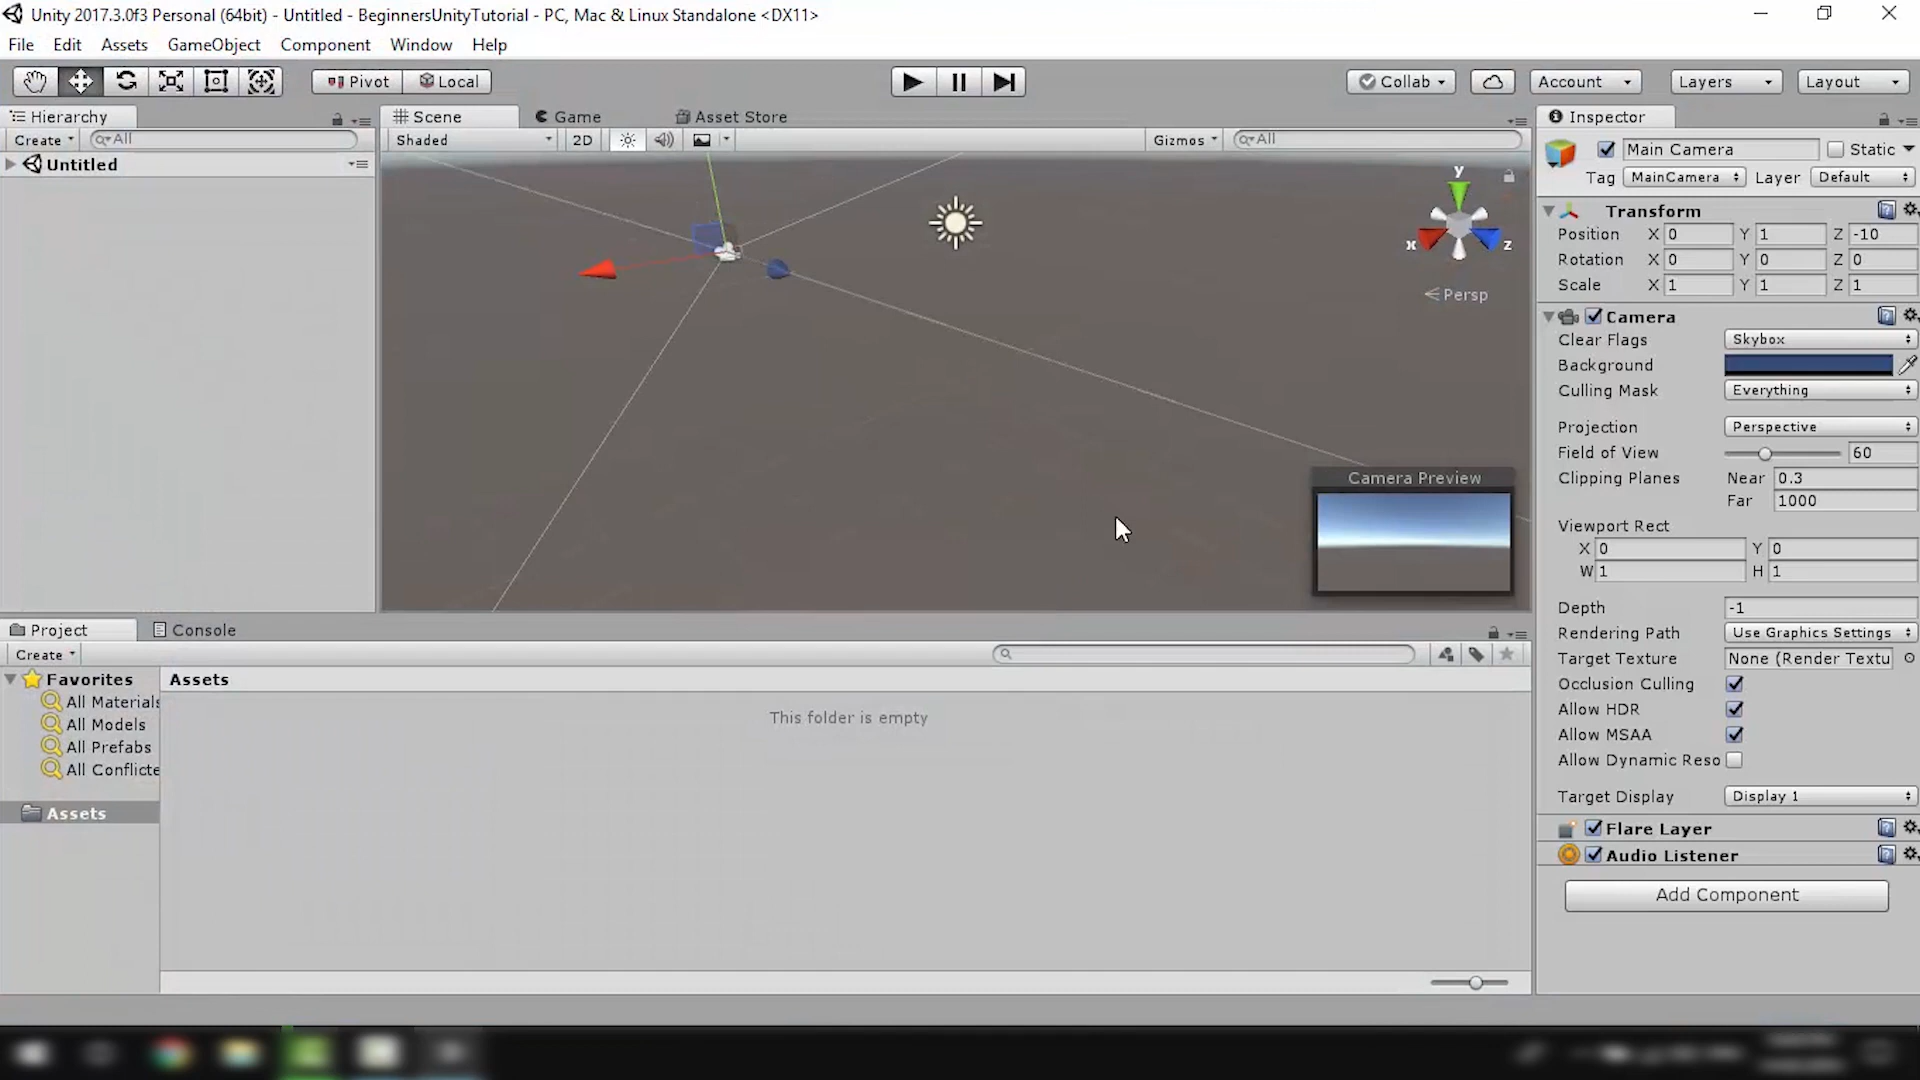 Unity 2017.3.0f3 Personal (64bit) - Untitled - BeginnersUnityTutorial - PC, Mac & Linux Standalone <DX11>
File Edit Assets GameObject Component Window Help
Pivot Local Collab Account Layers Layout
Hierarchy
Create All
Untitled
Scene Game Asset Store
Shaded 2D Gizmos All
y
x z
Persp
Camera Preview
Inspector
Main Camera Static
Tag MainCamera Layer Default
Transform
Position X 0 Y 1 Z -10
Rotation X 0 Y 0 Z 0
Scale X 1 Y 1 Z 1
Camera
Clear Flags Skybox
Background
Culling Mask Everything
Projection Perspective
Field of View 60
Clipping Planes Near 0.3
Far 1000
Viewport Rect
X 0 Y 0
W 1 H 1
Depth -1
Rendering Path Use Graphics Settings
Target Texture None (Render Textu
Occlusion Culling
Allow HDR
Allow MSAA
Allow Dynamic Reso
Target Display Display 1
Flare Layer
Audio Listener
Add Component
Project Console
Create
Favorites
All Materials
All Models
All Prefabs
All Conflicte
Assets
Assets
This folder is empty